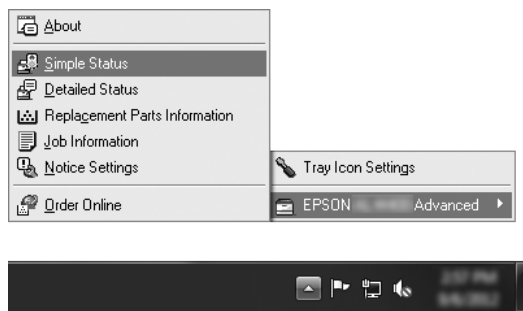 About
Simple Status
Detailed Status
Replacement Parts Information
Job Information
Notice Settings
Order Online
Tray Icon Settings
EPSON Advanced